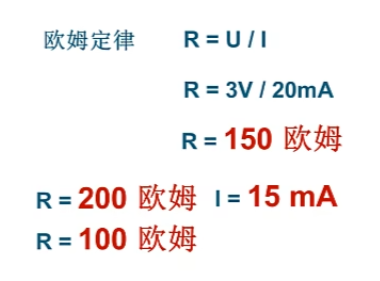 欧姆定律 R = U / I
R = 3V / 20mA
R = 150 欧姆
R = 200 欧姆 I = 15 mA
R = 100 欧姆